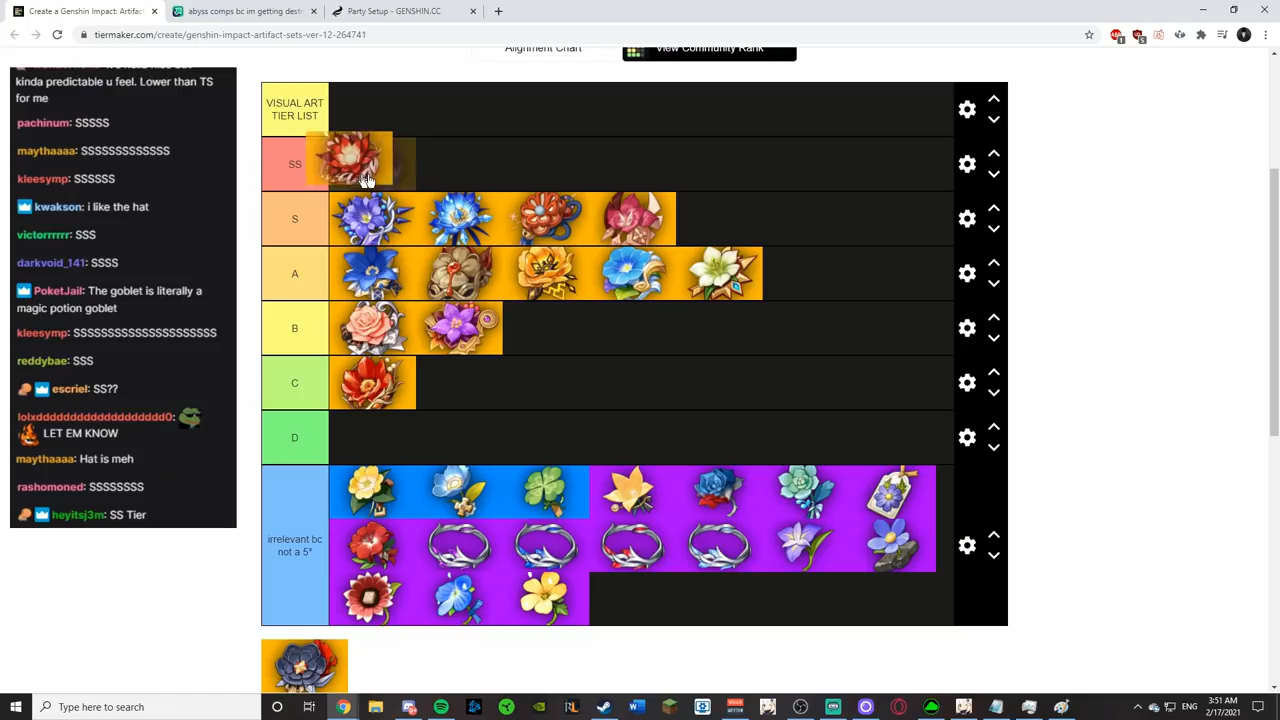 Create a Genshin Impact: Artifact
abyss comps bc im getting dest
Party Setup - GENSHIN.CC
tiermaker.com/create/genshin-impact-artifact-sets-ver-12-264741
Alignment Chart
View Community Rank
kinda predictable u feel. Lower than TS
for me
pachinum: SSSSS
maythaaaa: SSSSSSSSSSSSS
kleesymp: SSSSSS
kwakson: i like the hat
victorrrrrr: SSS
darkvoid_141: SSSS
PoketJail: The goblet is literally a
magic potion goblet
kleesymp: SSSSSSSSSSSSSSSSSSSS
reddybae: SSS
escriel: SS??
lolxdddddddddddddddddd0:
LET EM KNOW
maythaaaa: Hat is meh
rashomoned: SSSSSSSS
heyitsj3m: SS Tier
VISUAL ART
TIER LIST
SS
S
A
B
C
D
irrelevant bc
not a 5*
Type here to search
3:51 AM
2/17/2021